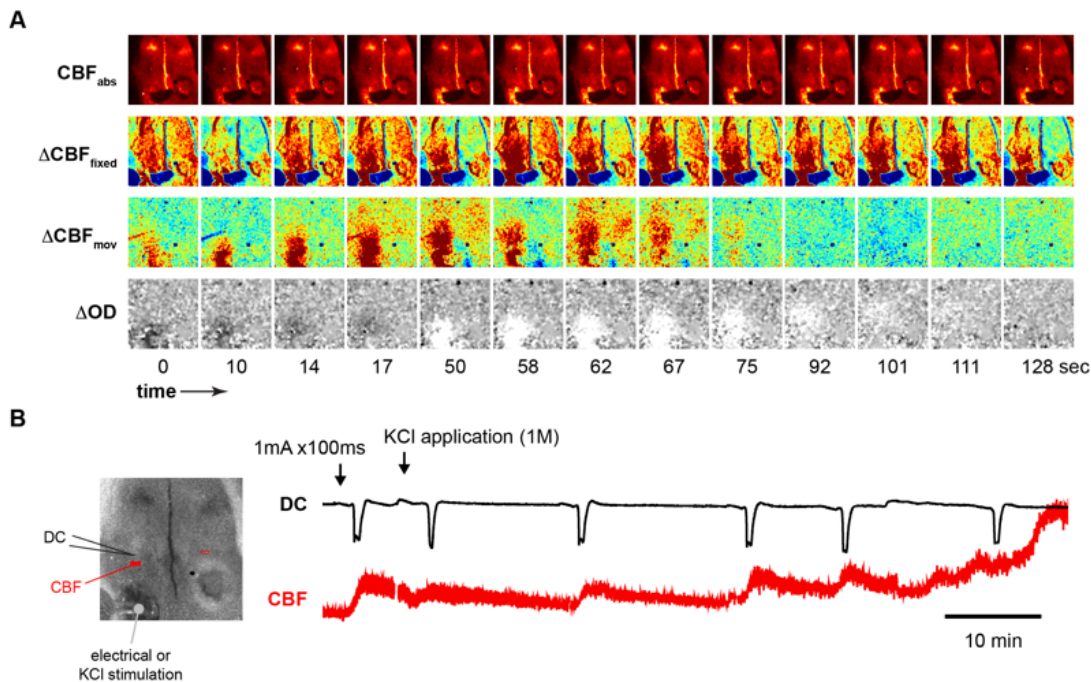 A
CBFabs
ΔCBFfixed
ΔCBFmov
ΔOD
0 10 14 17 50 58 62 67 75 92 101 111 128 sec
time
B
1mA x100ms
KCl application (1M)
DC
DC
CBF
CBF
electrical or
KCl stimulation
10 min